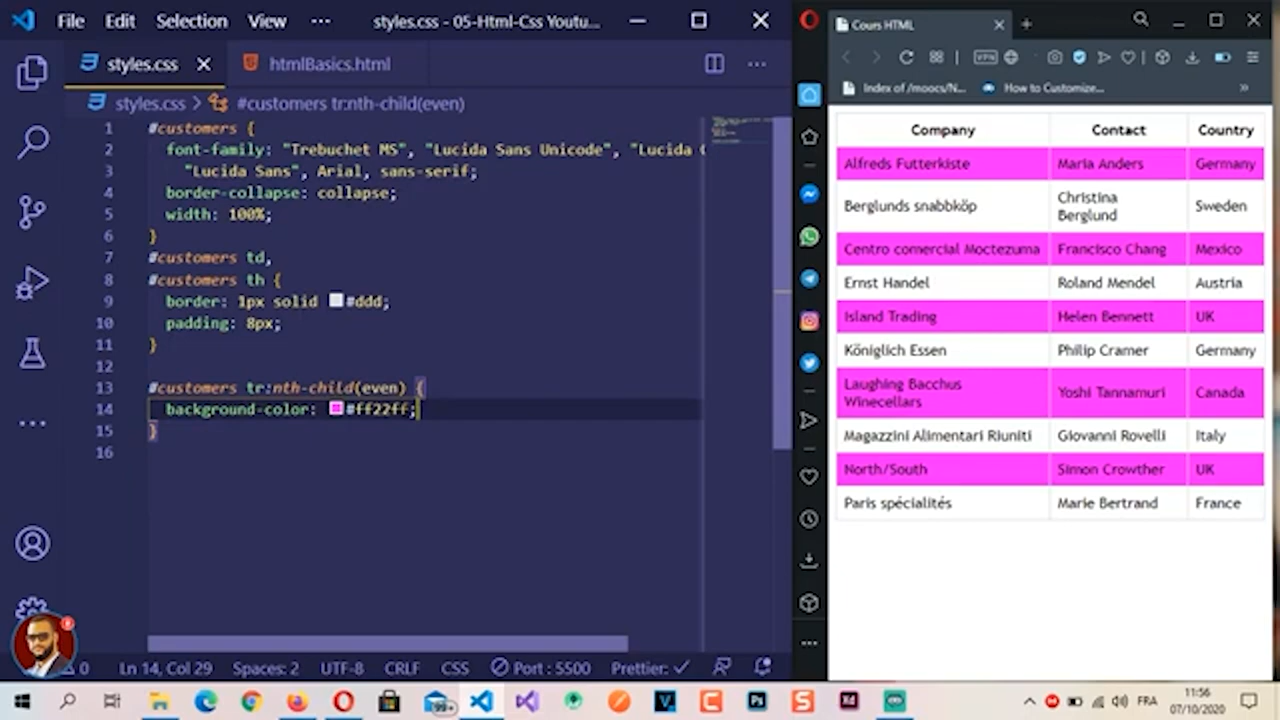 File Edit Selection View ··· styles.css - 05-Html-Css Youtu...
styles.css
htmlBasics.html
styles.css > #customers tr:nth-child(even)
1 #customers {
2 font-family: "Trebuchet MS", "Lucida Sans Unicode", "Lucida
3 "Lucida Sans", Arial, sans-serif;
4 border-collapse: collapse;
5 width: 100%;
6 }
7 #customers td,
8 #customers th {
9 border: 1px solid #ddd;
10 padding: 8px;
11 }
12
13 #customers tr:nth-child(even) {
14 background-color: #ff22ff;
15 }
16
0 Ln 14, Col 29 Spaces: 2 UTF-8 CRLF CSS Port : 5500 Prettier: ✓
Cours HTML
VPN
Index of /moocs/N... How to Customize... »
Company Contact Country
Alfreds Futterkiste Maria Anders Germany
Berglunds snabbköp Christina Berglund Sweden
Centro comercial Moctezuma Francisco Chang Mexico
Ernst Handel Roland Mendel Austria
Island Trading Helen Bennett UK
Königlich Essen Philip Cramer Germany
Laughing Bacchus Winecellars Yoshi Tannamuri Canada
Magazzini Alimentari Riuniti Giovanni Rovelli Italy
North/South Simon Crowther UK
Paris spécialités Marie Bertrand France
99+
FRA
11:56
07/10/2020